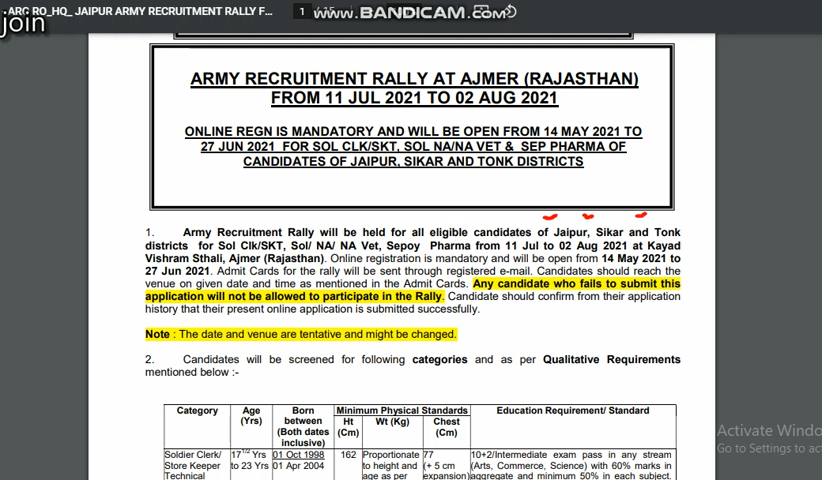 ARG RO_HQ_ JAIPUR ARMY RECRUITMENT RALLY F...
1
www.BANDICAM.com
join
ARMY RECRUITMENT RALLY AT AJMER (RAJASTHAN)
FROM 11 JUL 2021 TO 02 AUG 2021
ONLINE REGN IS MANDATORY AND WILL BE OPEN FROM 14 MAY 2021 TO
27 JUN 2021 FOR SOL CLK/SKT, SOL NA/NA VET & SEP PHARMA OF
CANDIDATES OF JAIPUR, SIKAR AND TONK DISTRICTS
1. Army Recruitment Rally will be held for all eligible candidates of Jaipur, Sikar and Tonk
districts for Sol Clk/SKT, Sol/ NA/ NA Vet, Sepoy Pharma from 11 Jul to 02 Aug 2021 at Kayad
Vishram Sthali, Ajmer (Rajasthan). Online registration is mandatory and will be open from 14 May 2021 to
27 Jun 2021. Admit Cards for the rally will be sent through registered e-mail. Candidates should reach the
venue on given date and time as mentioned in the Admit Cards. Any candidate who fails to submit this
application will not be allowed to participate in the Rally. Candidate should confirm from their application
history that their present online application is submitted successfully.
Note : The date and venue are tentative and might be changed.
2. Candidates will be screened for following categories and as per Qualitative Requirements
mentioned below :-
Category Age (Yrs) Born between (Both dates inclusive) Minimum Physical Standards Education Requirement/ Standard
Ht (Cm) Wt (Kg) Chest (Cm)
Soldier Clerk/ 17 1/2 Yrs 01 Oct 1998 162 Proportionate 77 10+2/Intermediate exam pass in any stream
Store Keeper to 23 Yrs 01 Apr 2004 to height and (+ 5 cm (Arts, Commerce, Science) with 60% marks in
Technical age as per expansion) aggregate and minimum 50% in each subject.
Activate Windo
Go to Settings to ac